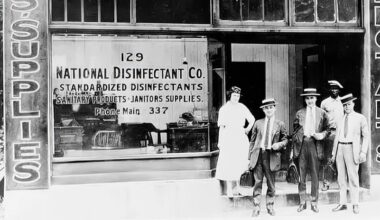 S·SUPPLIES
129
NATIONAL DISINFECTANT CO.
STANDARDIZED DISINFECTANTS
SANITARY PRODUCTS - JANITORS SUPPLIES.
PHONE MAIN 337